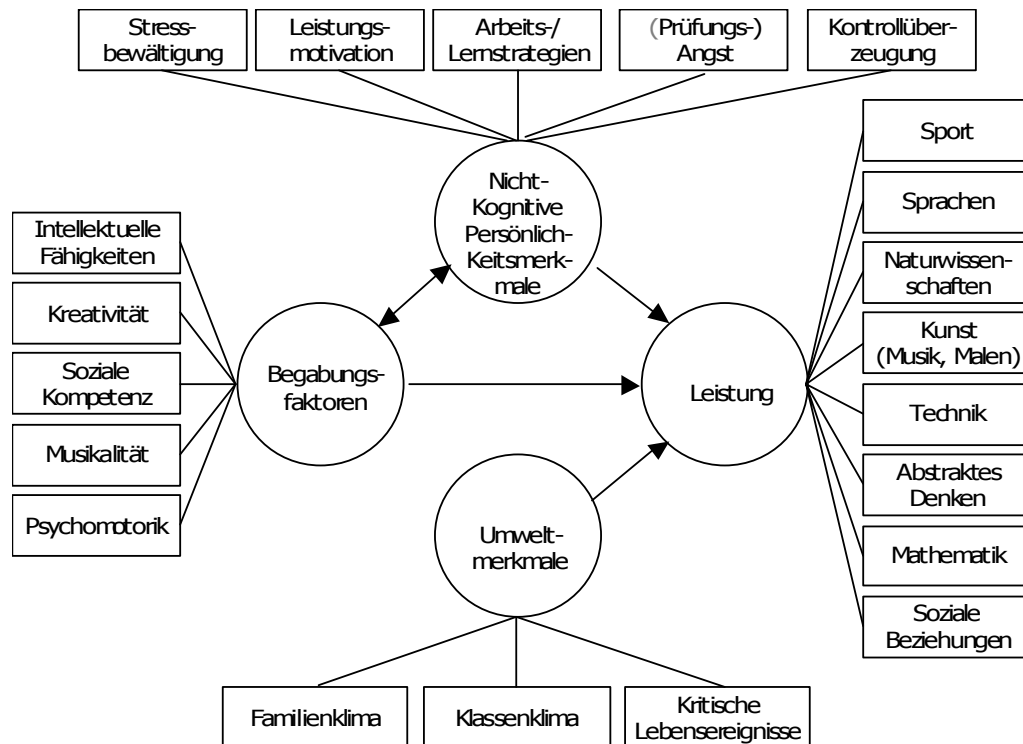 Stress-
bewältigung
Leistungs-
motivation
Arbeits-/
Lernstrategien
(Prüfungs-)
Angst
Kontrollüber-
zeugung
Nicht-
Kognitive
Persönlich-
Keitsmerk-
male
Intellektuelle
Fähigkeiten
Kreativität
Soziale
Kompetenz
Musikalität
Psychomotorik
Begabungs-
faktoren
Leistung
Umwelt-
merkmale
Sport
Sprachen
Naturwissen-
schaften
Kunst
(Musik, Malen)
Technik
Abstraktes
Denken
Mathematik
Soziale
Beziehungen
Familienklima
Klassenklima
Kritische
Lebensereignisse